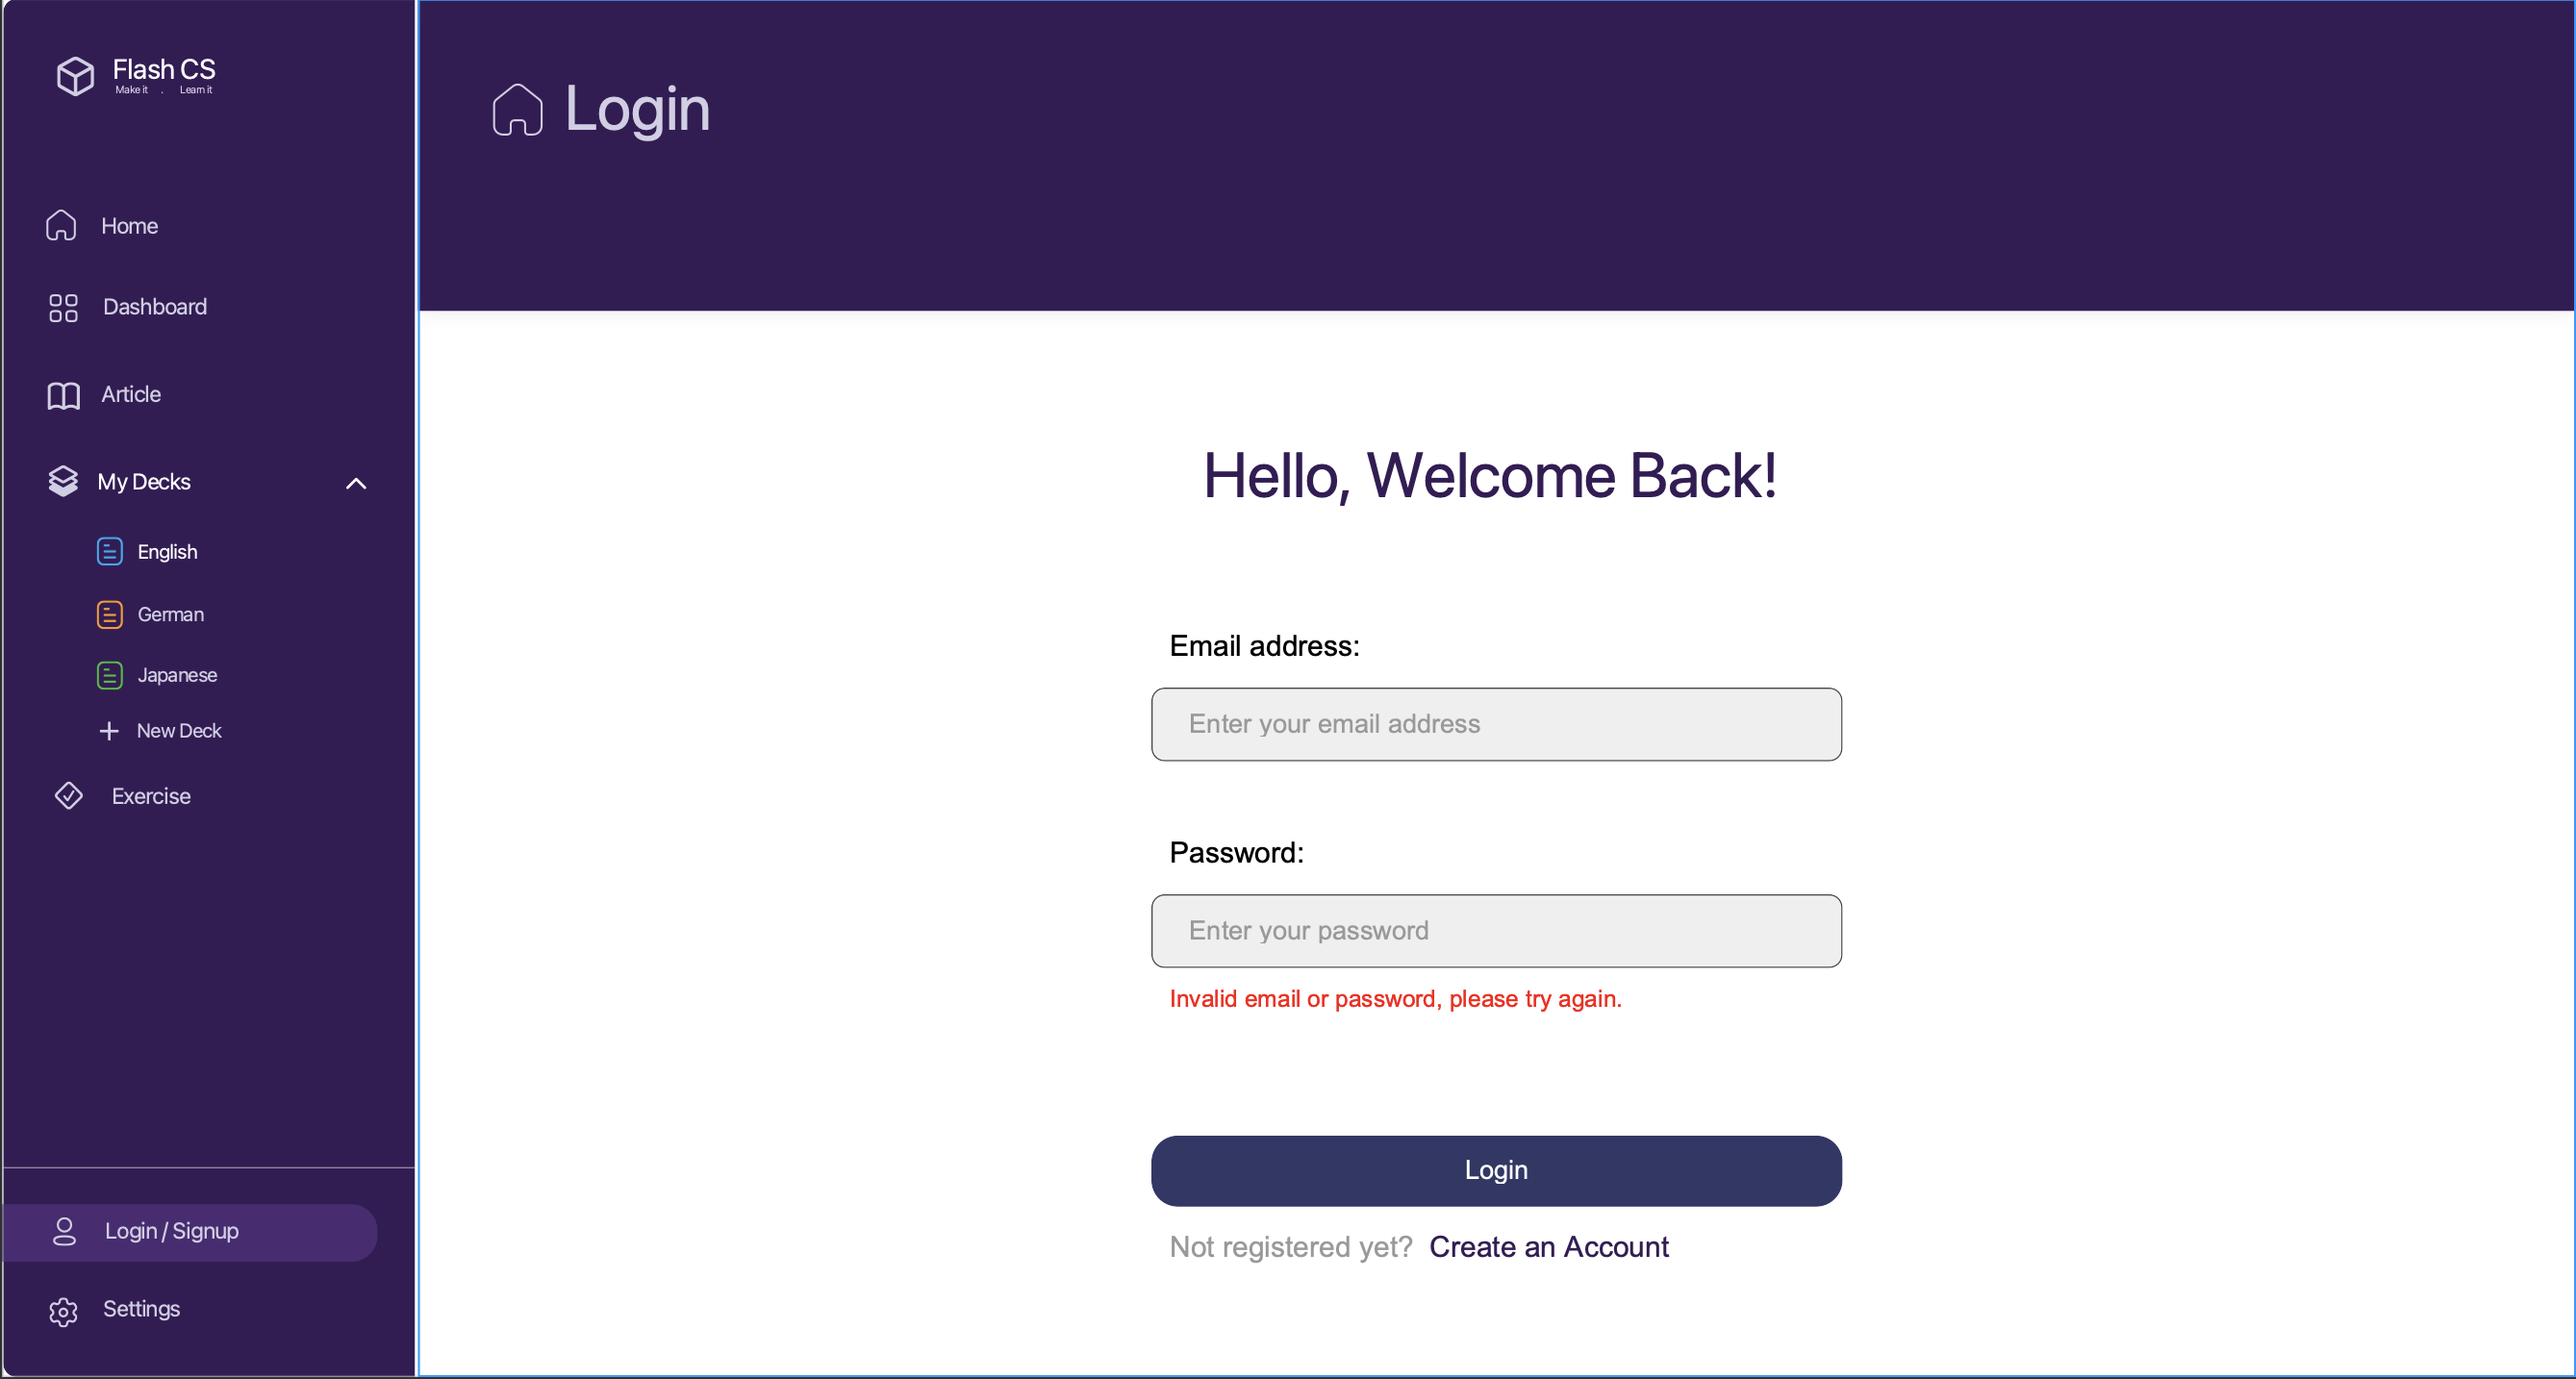 Flash CS
Make it . Learn it
Home
Dashboard
Article
My Decks
English
German
Japanese
New Deck
Exercise
Login / Signup
Settings
Login
Hello, Welcome Back!
Email address:
Enter your email address
Password:
Enter your password
Invalid email or password, please try again.
Login
Not registered yet? Create an Account